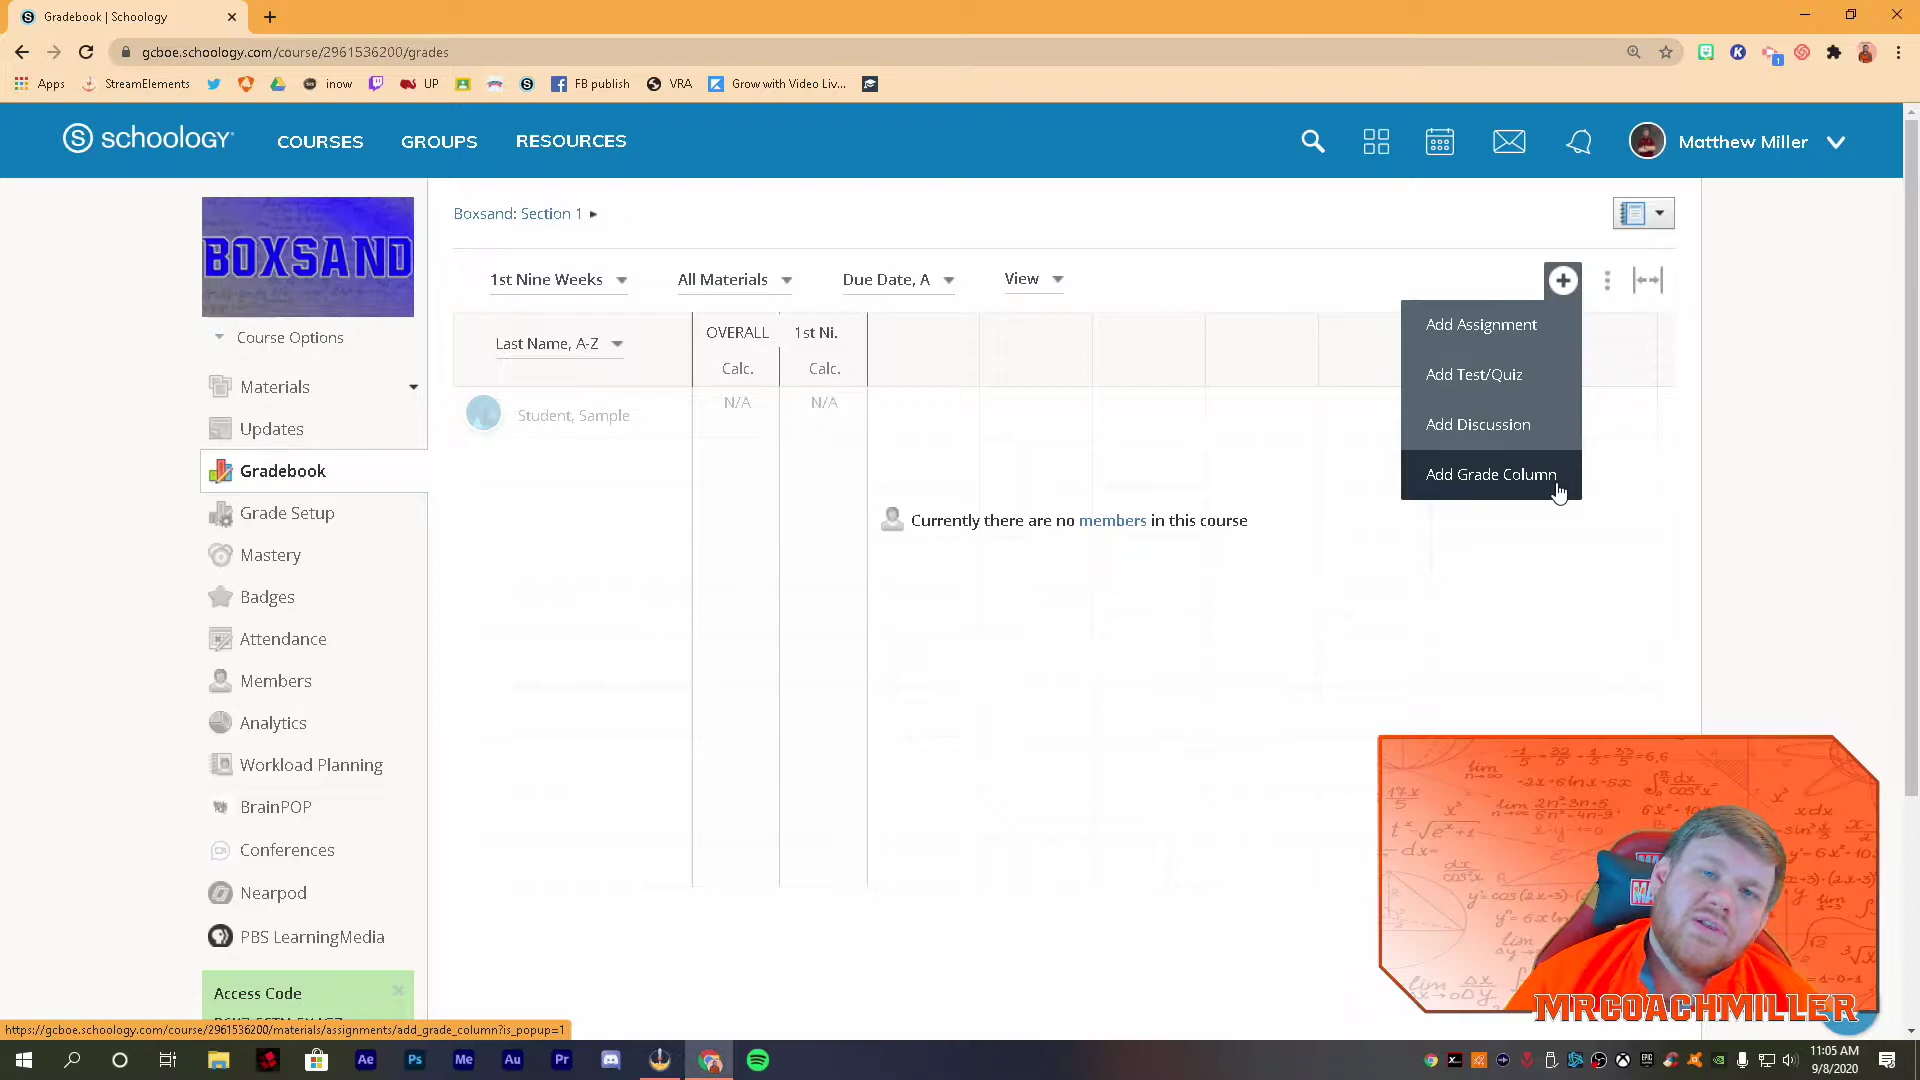 Gradebook | Schoology
gcboe.schoology.com/course/2961536200/grades
Apps StreamElements inow UP FB publish VRA Grow with Video Liv...
schoology COURSES GROUPS RESOURCES Matthew Miller
BOXSAND
Boxsand: Section 1
1st Nine Weeks All Materials Due Date, A View
Last Name, A-Z
OVERALL 1st Ni.
Calc. Calc.
Student, Sample N/A N/A
Add Assignment
Add Test/Quiz
Add Discussion
Add Grade Column
Currently there are no members in this course
Course Options
Materials
Updates
Gradebook
Grade Setup
Mastery
Badges
Attendance
Members
Analytics
Workload Planning
BrainPOP
Conferences
Nearpod
PBS LearningMedia
Access Code
https://gcboe.schoology.com/course/2961536200/materials/assignments/add_grade_column?is_popup=1
MRCOACHMILLER
Ae Ps Me Au Pr
11:05 AM
9/8/2020